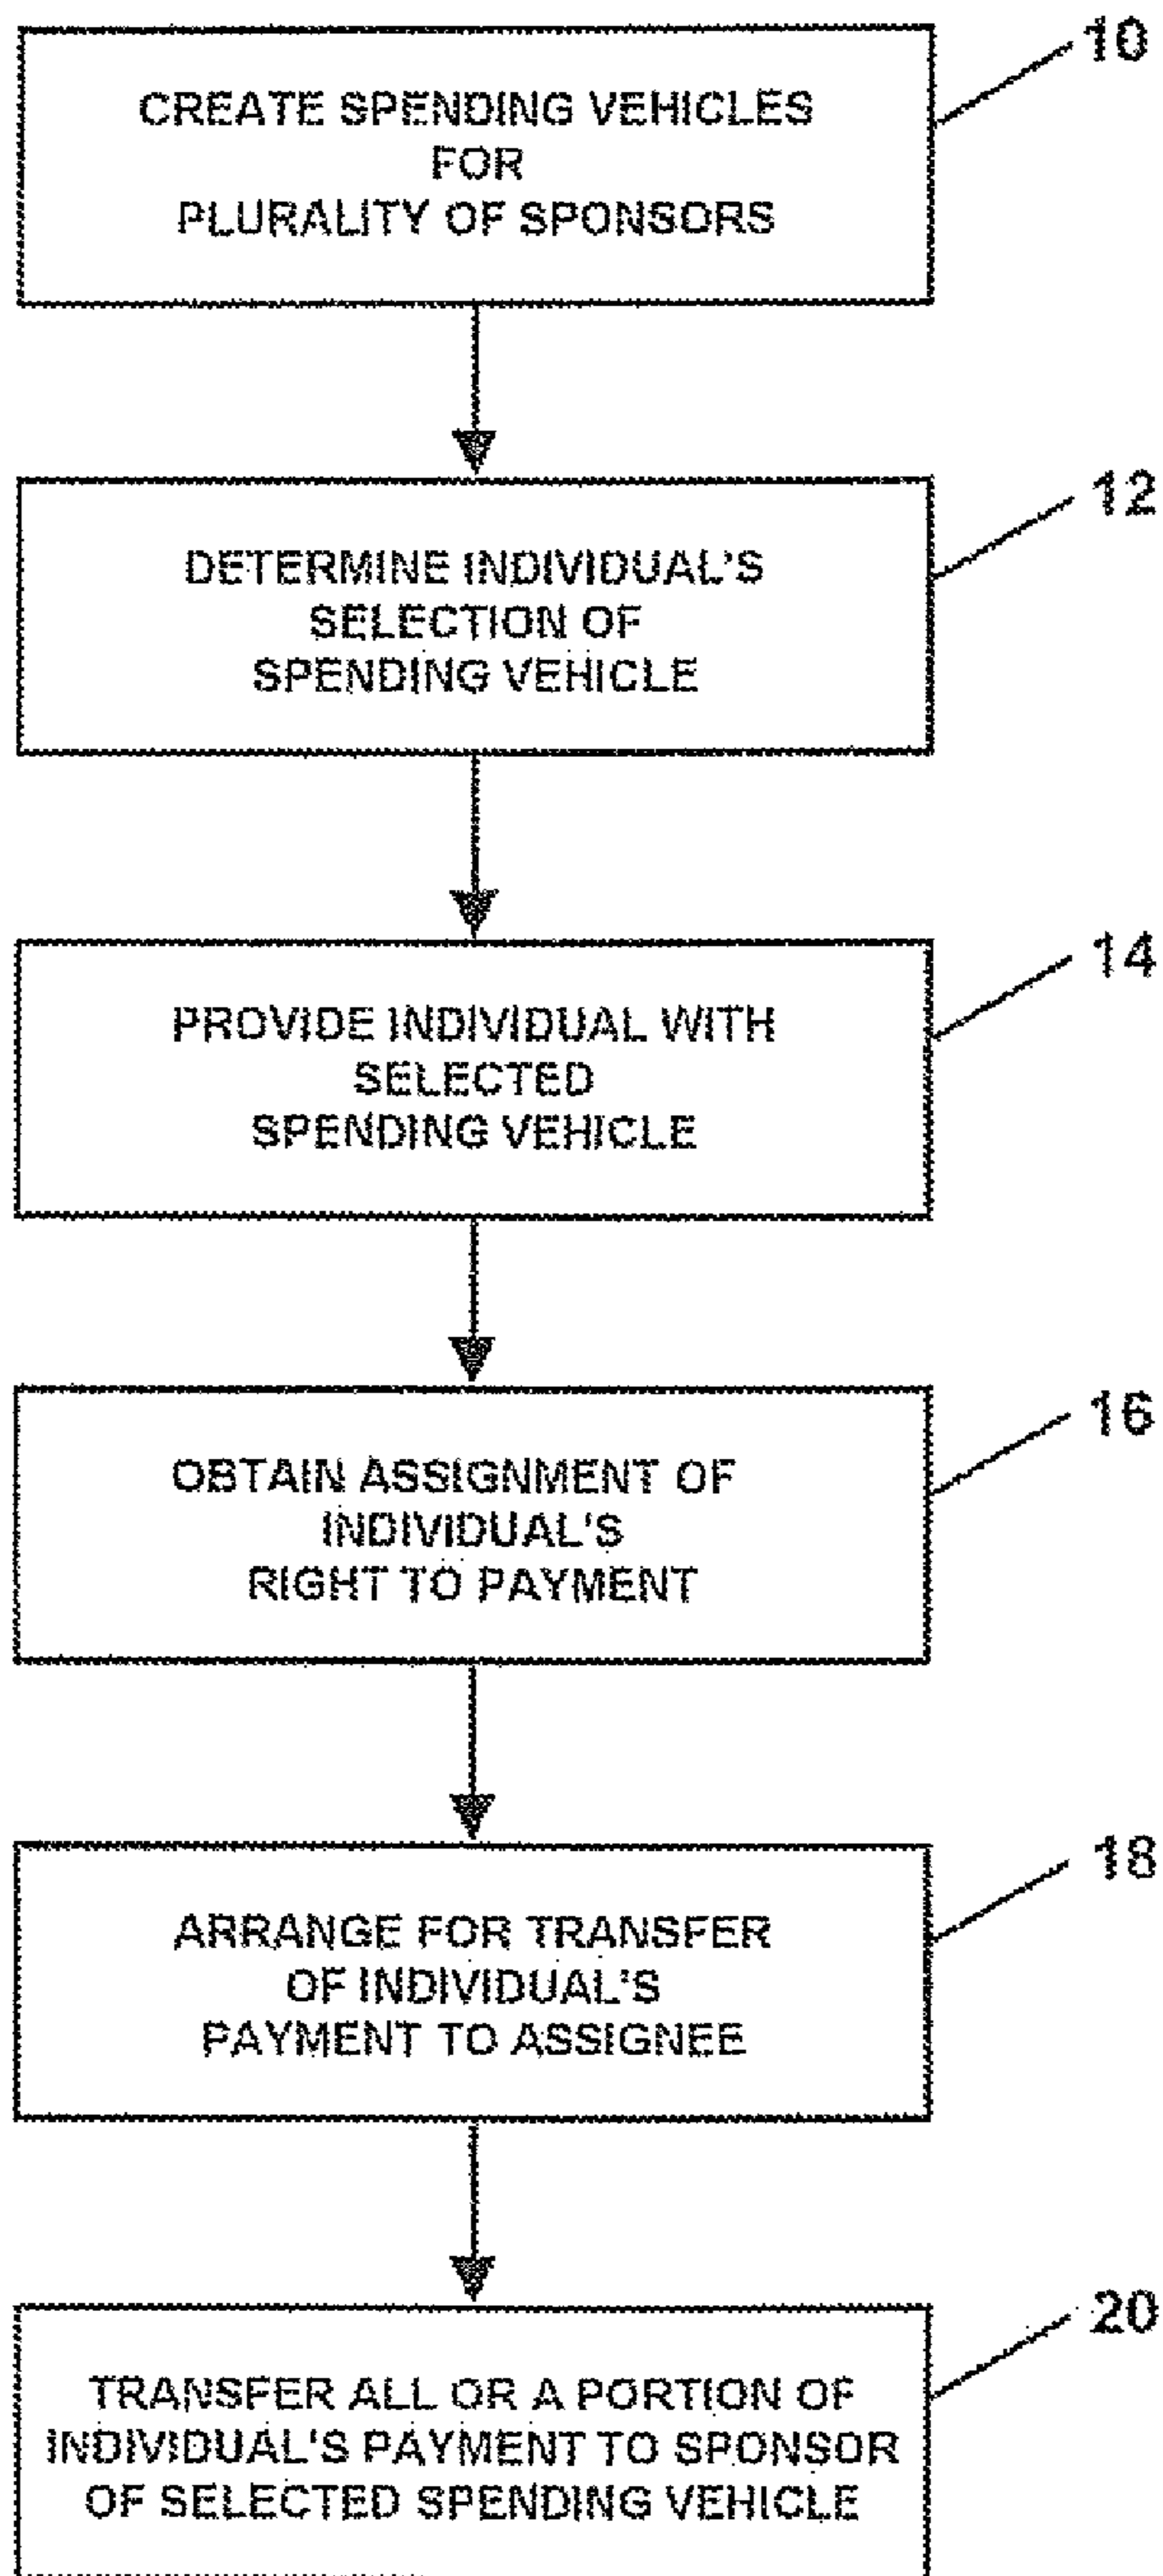 10
CREATE SPENDING VEHICLES
FOR
PLURALITY OF SPONSORS
12
DETERMINE INDIVIDUAL'S
SELECTION OF
SPENDING VEHICLE
14
PROVIDE INDIVIDUAL WITH
SELECTED
SPENDING VEHICLE
16
OBTAIN ASSIGNMENT OF
INDIVIDUAL'S
RIGHT TO PAYMENT
18
ARRANGE FOR TRANSFER
OF INDIVIDUAL'S
PAYMENT TO ASSIGNEE
20
TRANSFER ALL OR A PORTION OF
INDIVIDUAL'S PAYMENT TO SPONSOR
OF SELECTED SPENDING VEHICLE